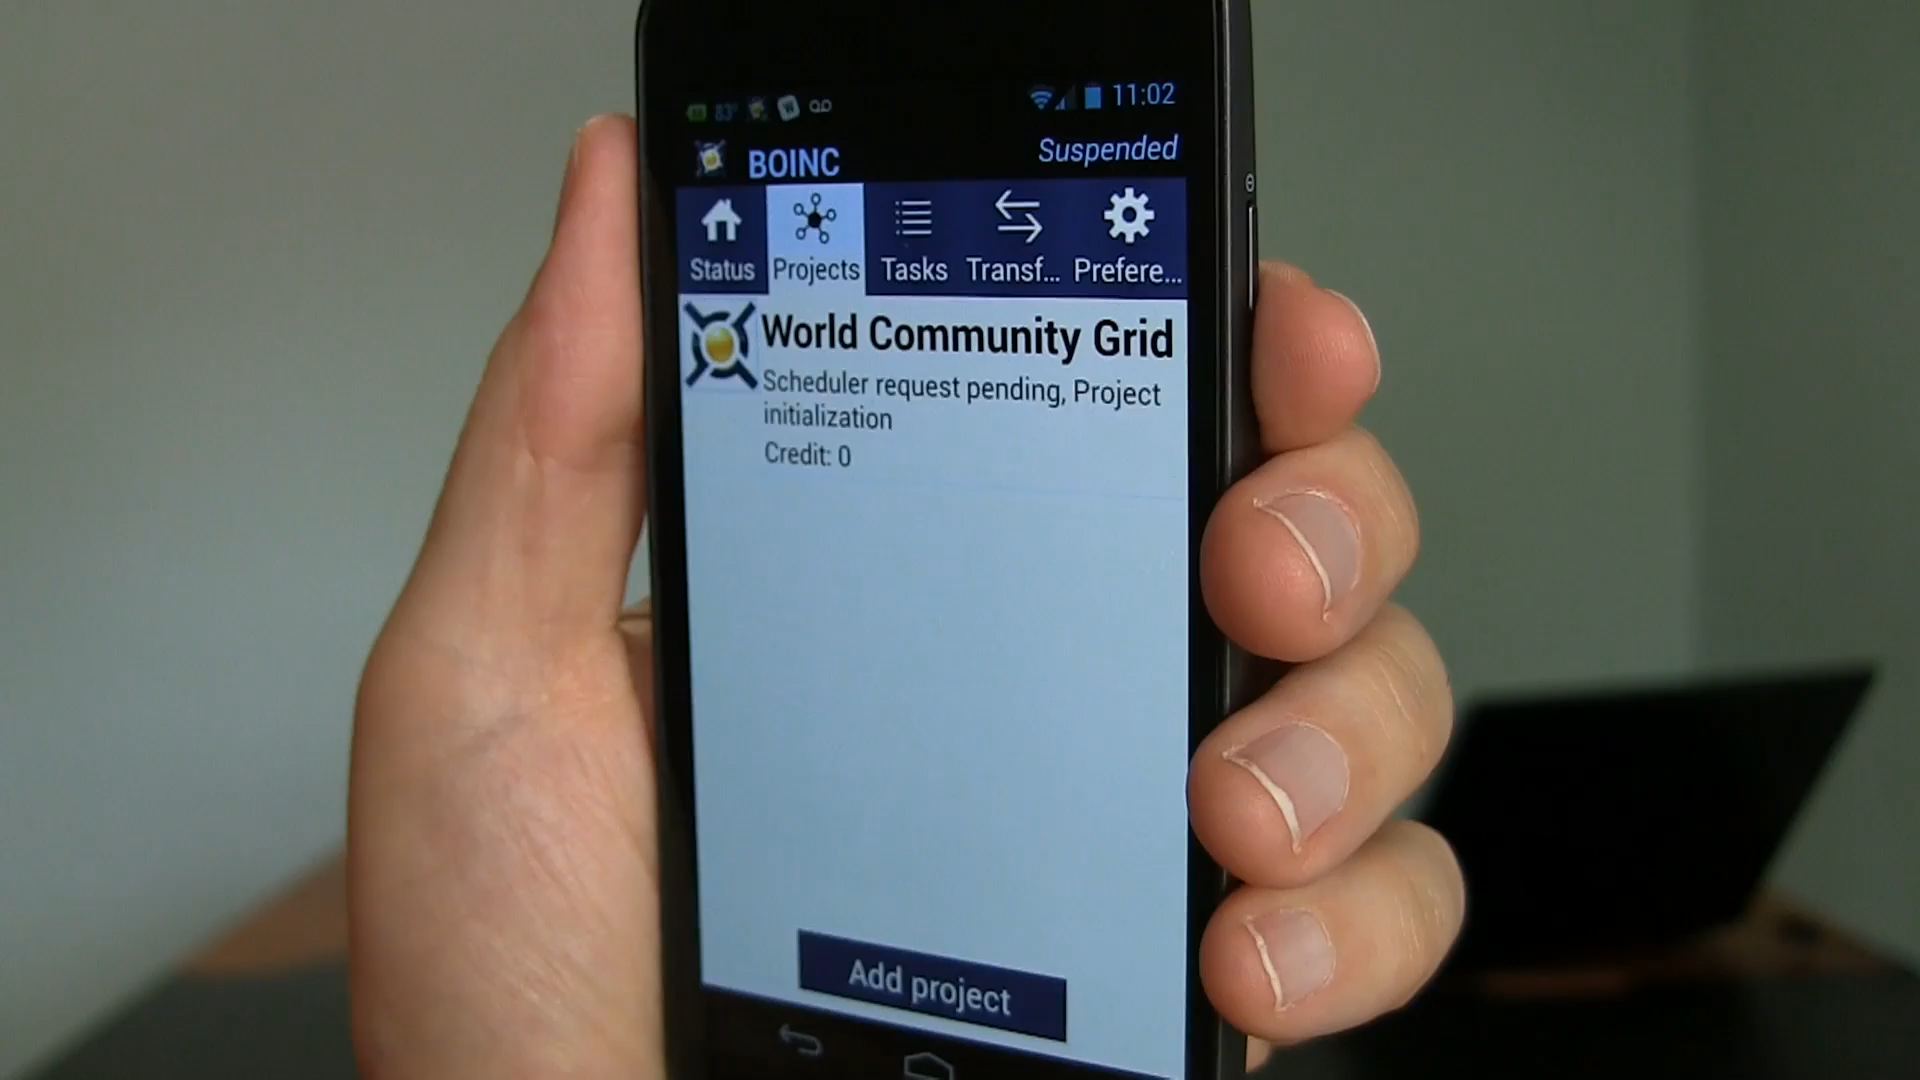 83° 11:02
BOINC Suspended
Status Projects Tasks Transf... Prefere...
World Community Grid
Scheduler request pending, Project
initialization
Credit: 0
Add project